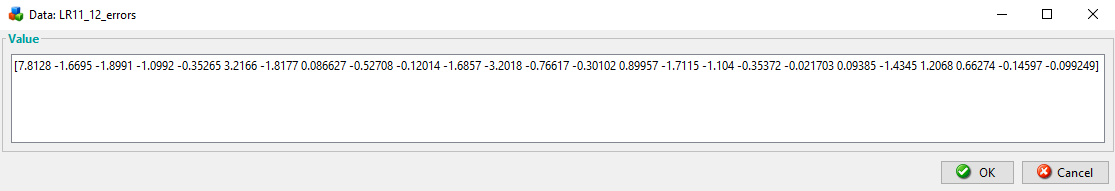 Data: LR11_12_errors
Value
[7.8128 -1.6695 -1.8991 -1.0992 -0.35265 3.2166 -1.8177 0.086627 -0.52708 -0.12014 -1.6857 -3.2018 -0.76617 -0.30102 0.89957 -1.7115 -1.104 -0.35372 -0.021703 0.09385 -1.4345 1.2068 0.66274 -0.14597 -0.099249]
OK Cancel